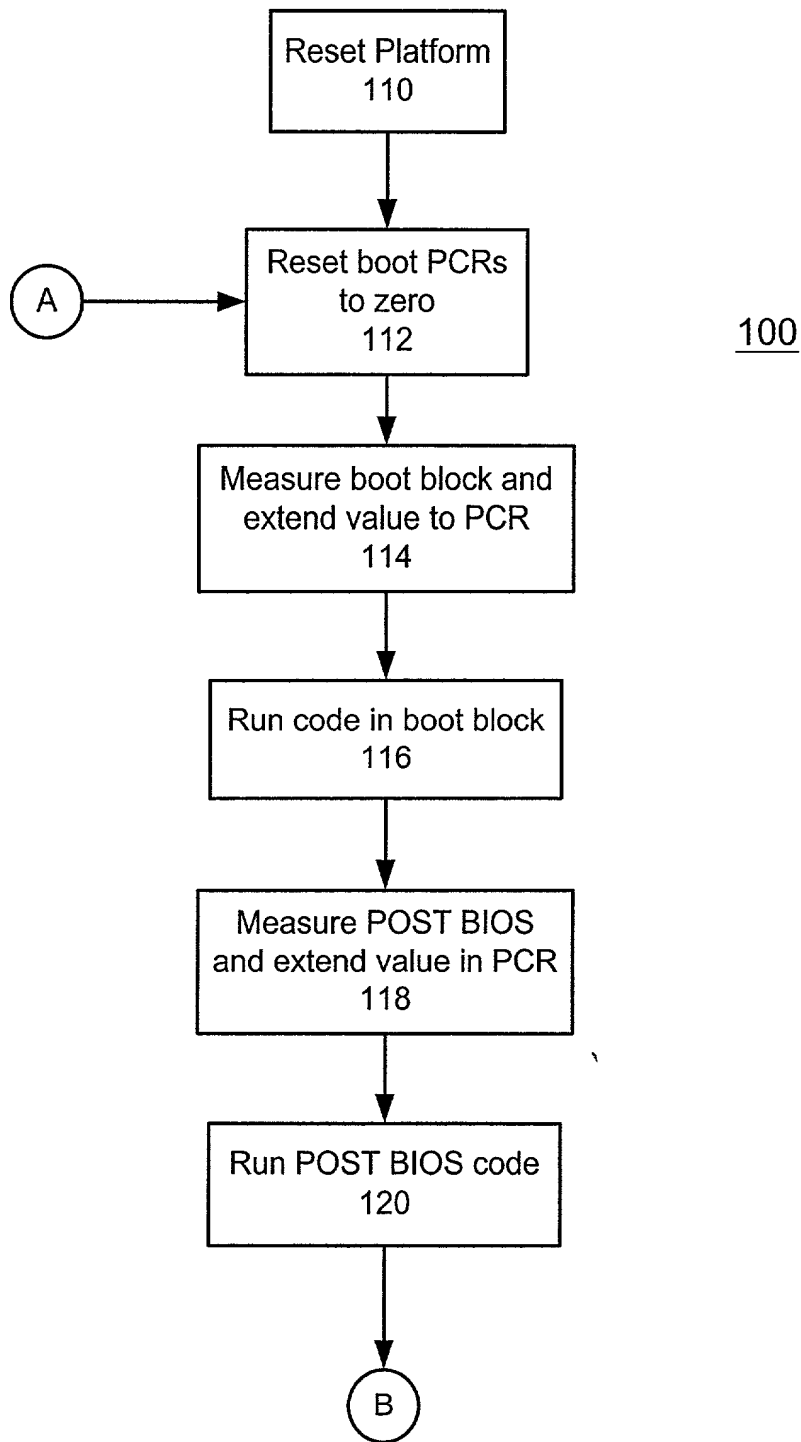 Reset Platform
110
Reset boot PCRs
to zero
112
A
100
Measure boot block and
extend value to PCR
114
Run code in boot block
116
Measure POST BIOS
and extend value in PCR
118
Run POST BIOS code
120
B